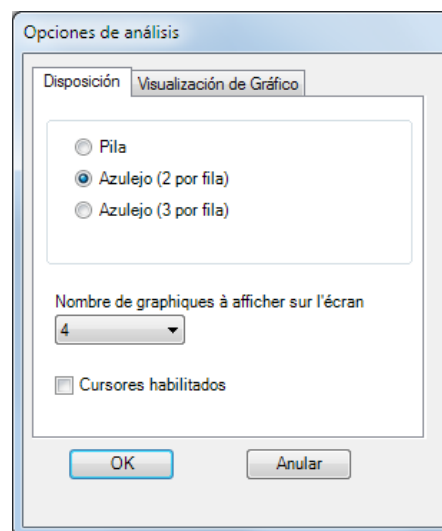 Opciones de análisis
Disposición Visualización de Gráfico
Pila
Azulejo (2 por fila)
Azulejo (3 por fila)
Nombre de graphiques à afficher sur l'écran
4
Cursores habilitados
OK Anular